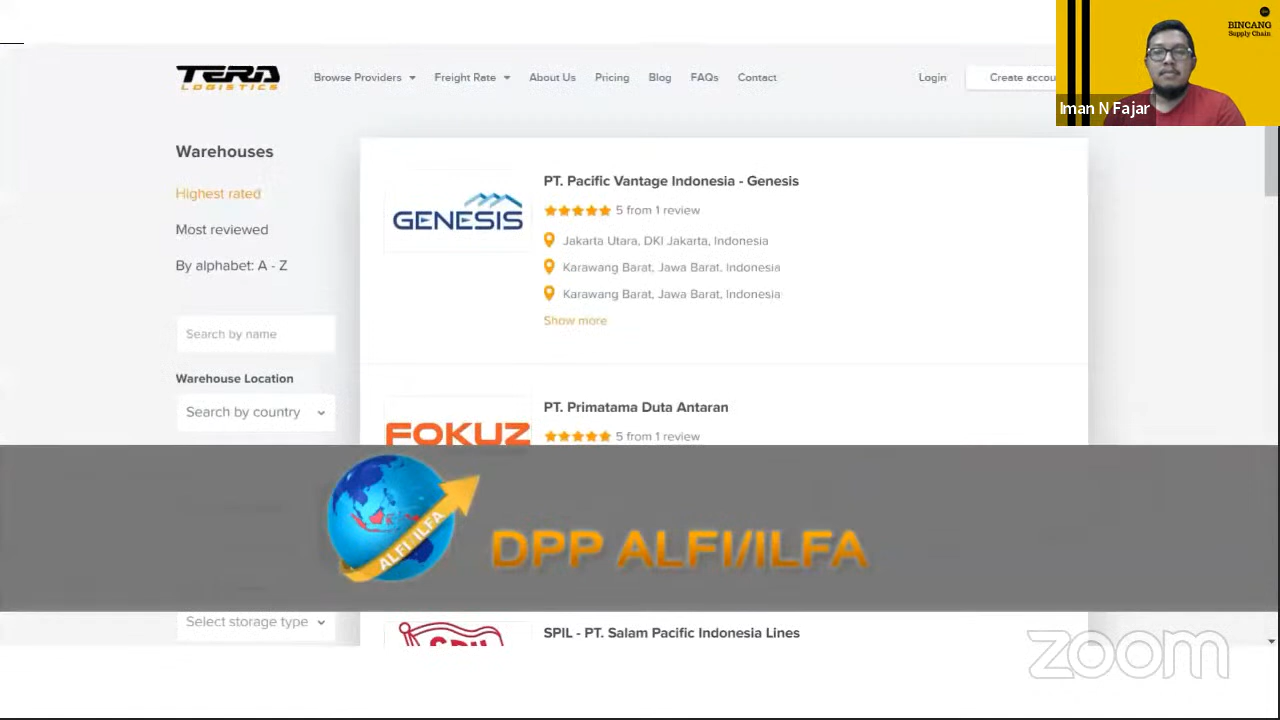 TERA
LOGISTICS
Browse Providers
Freight Rate
About Us
Pricing
Blog
FAQs
Contact
Login
Create accou
BINCANG
Supply Chain
Iman N Fajar
Warehouses
Highest rated
Most reviewed
By alphabet: A - Z
Search by name
Warehouse Location
Search by country
Select storage type
GENESIS
PT. Pacific Vantage Indonesia - Genesis
5 from 1 review
Jakarta Utara, DKI Jakarta, Indonesia
Karawang Barat, Jawa Barat, Indonesia
Karawang Barat, Jawa Barat, Indonesia
Show more
FOKUZ
PT. Primatama Duta Antaran
5 from 1 review
ALFI/ILFA
DPP ALFI/ILFA
SPIL - PT. Salam Pacific Indonesia Lines
zoom